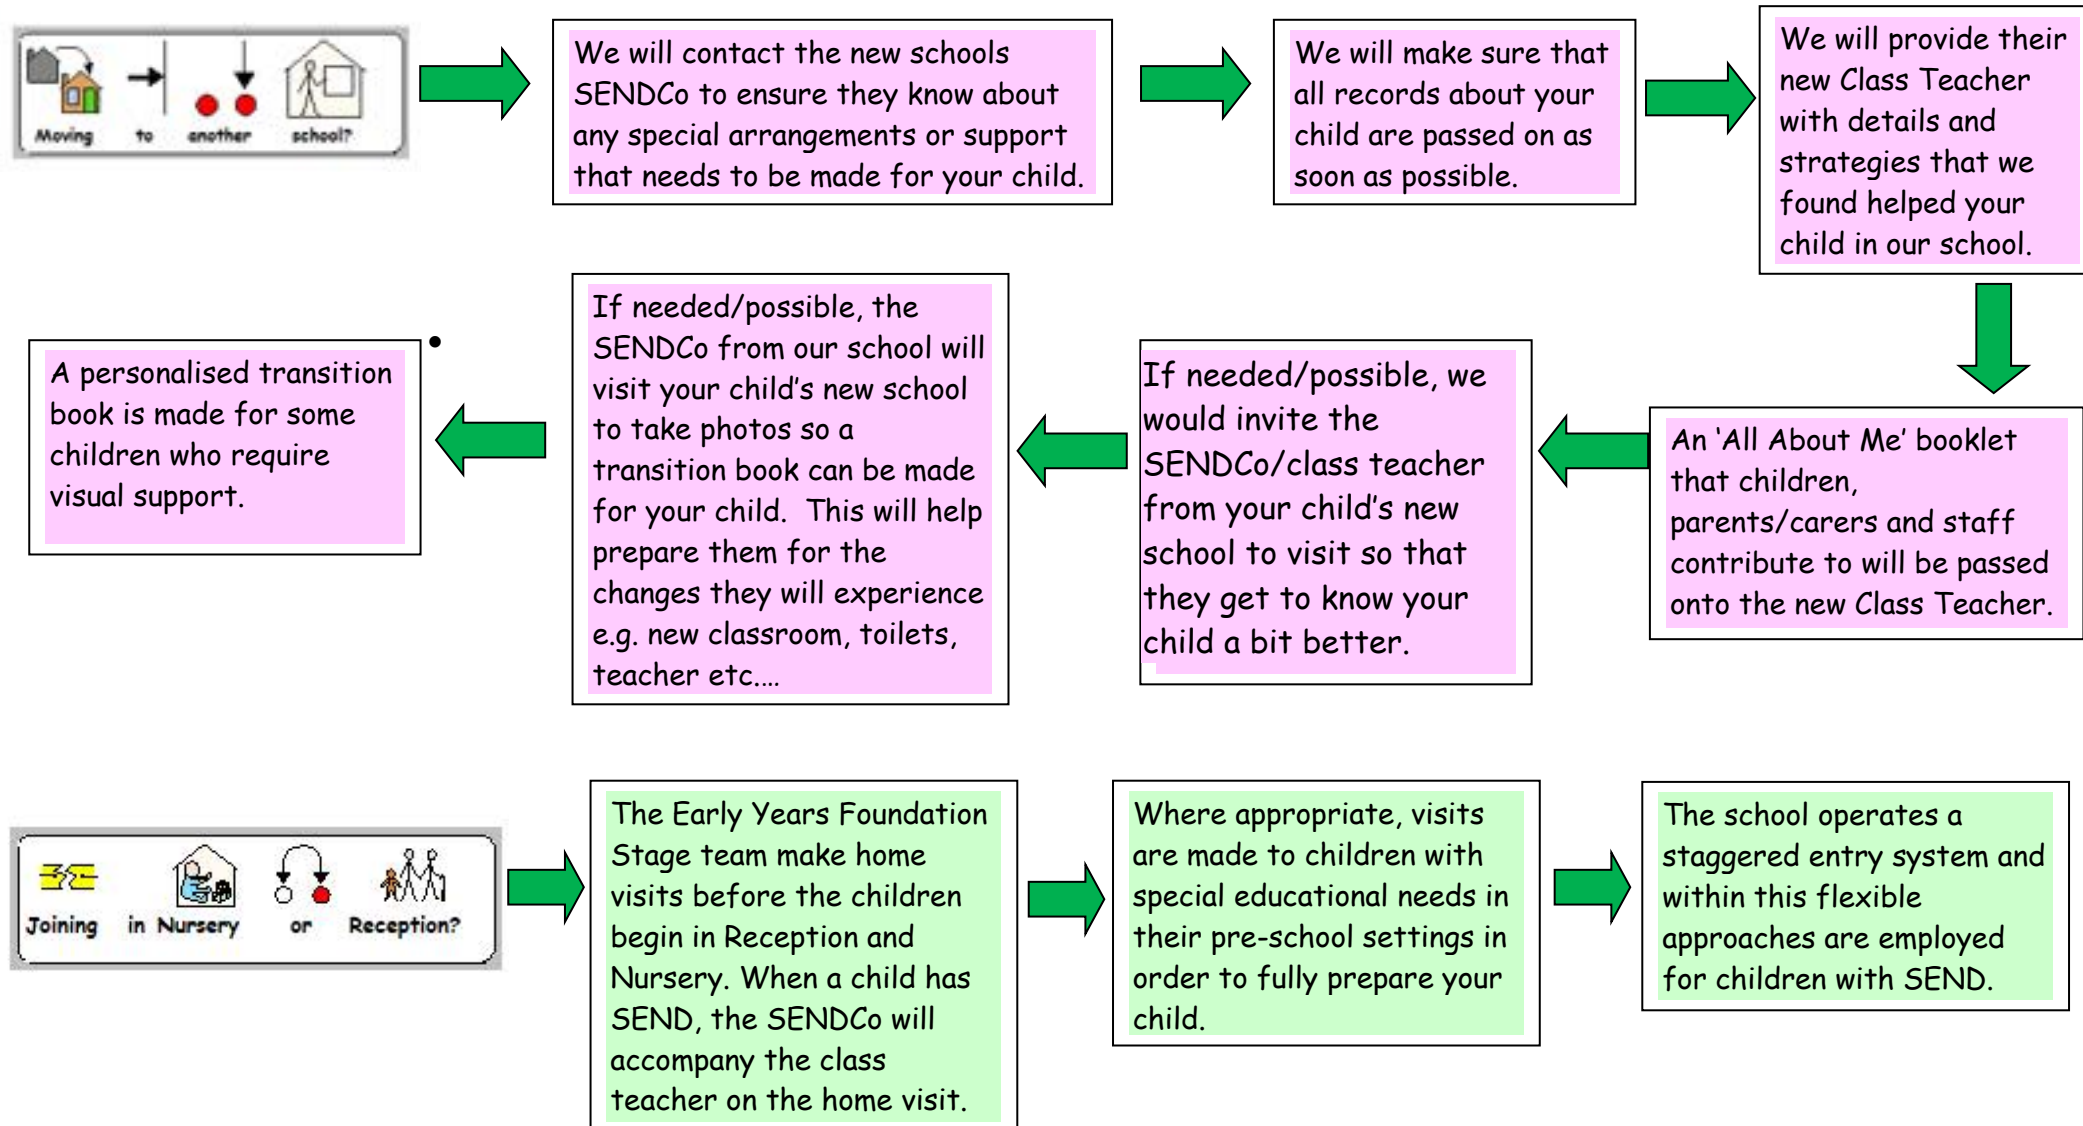 Moving to another school?
We will contact the new schools
SENDCo to ensure they know about
any special arrangements or support
that needs to be made for your child.
We will make sure that
all records about your
child are passed on as
soon as possible.
We will provide their
new Class Teacher
with details and
strategies that we
found helped your
child in our school.
An ‘All About Me’ booklet
that children,
parents/carers and staff
contribute to will be passed
onto the new Class Teacher.
If needed/possible, we
would invite the
SENDCo/class teacher
from your child’s new
school to visit so that
they get to know your
child a bit better.
If needed/possible, the
SENDCo from our school will
visit your child’s new school
to take photos so a
transition book can be made
for your child.  This will help
prepare them for the
changes they will experience
e.g. new classroom, toilets,
teacher etc.…
•
A personalised transition
book is made for some
children who require
visual support.
Joining in Nursery or Reception?
The Early Years Foundation
Stage team make home
visits before the children
begin in Reception and
Nursery. When a child has
SEND, the SENDCo will
accompany the class
teacher on the home visit.
Where appropriate, visits
are made to children with
special educational needs in
their pre-school settings in
order to fully prepare your
child.
The school operates a
staggered entry system and
within this flexible
approaches are employed
for children with SEND.